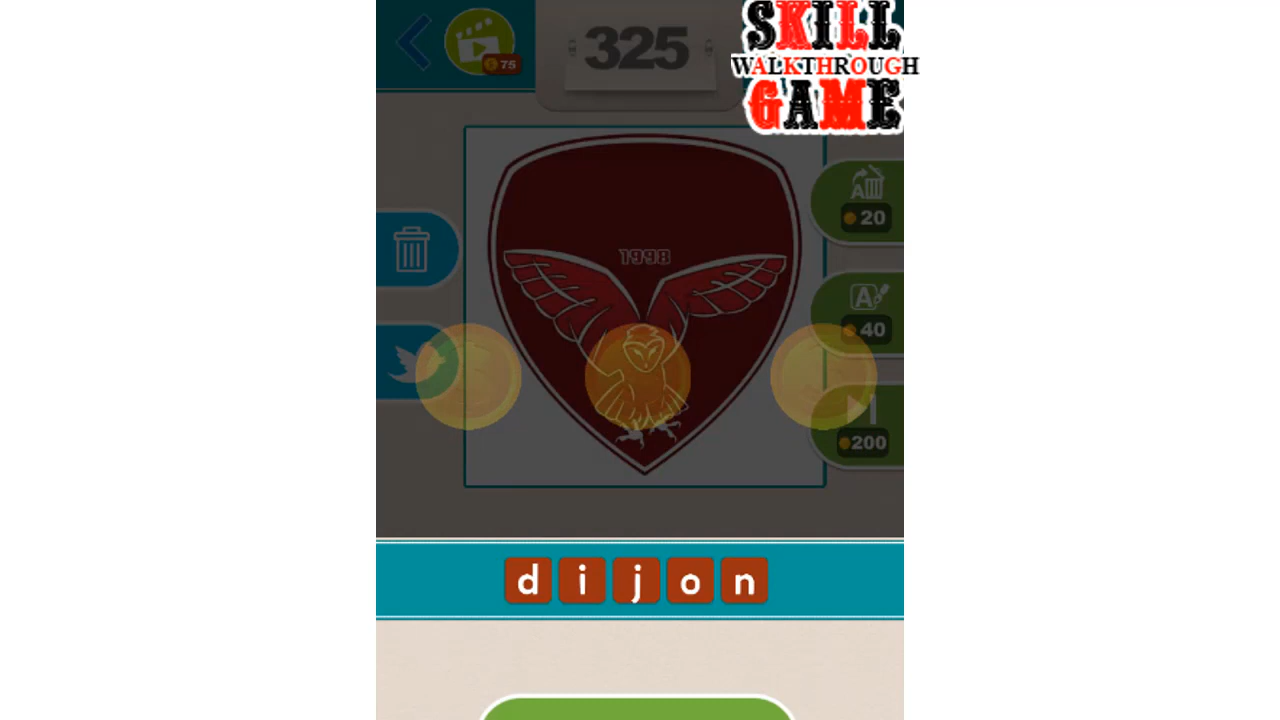 75
325
SKILL
WALKTHROUGH
GAME
A
20
1998
A
40
200
d i j o n